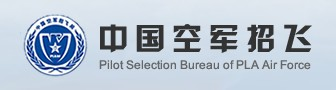 中国空军招飞
Pilot Selection Bureau of PLA Air Force